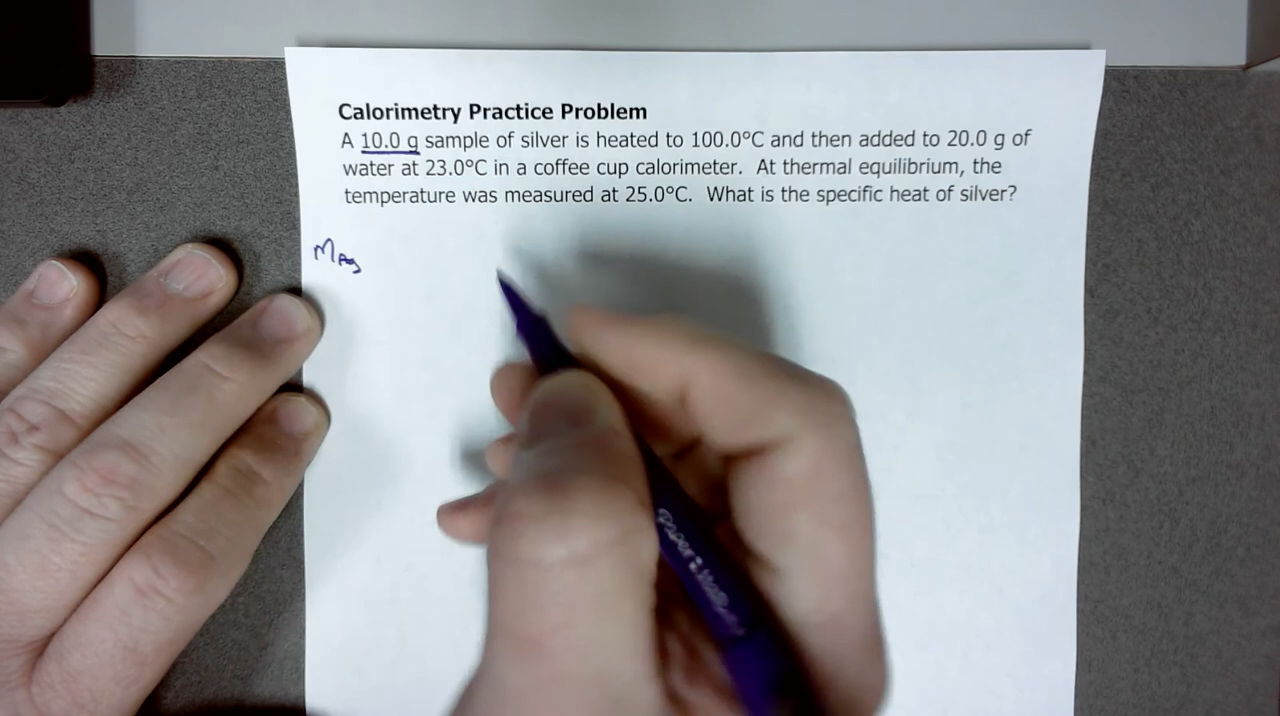 Calorimetry Practice Problem
A 10.0 g sample of silver is heated to 100.0°C and then added to 20.0 g of
water at 23.0°C in a coffee cup calorimeter. At thermal equilibrium, the
temperature was measured at 25.0°C. What is the specific heat of silver?
mAg